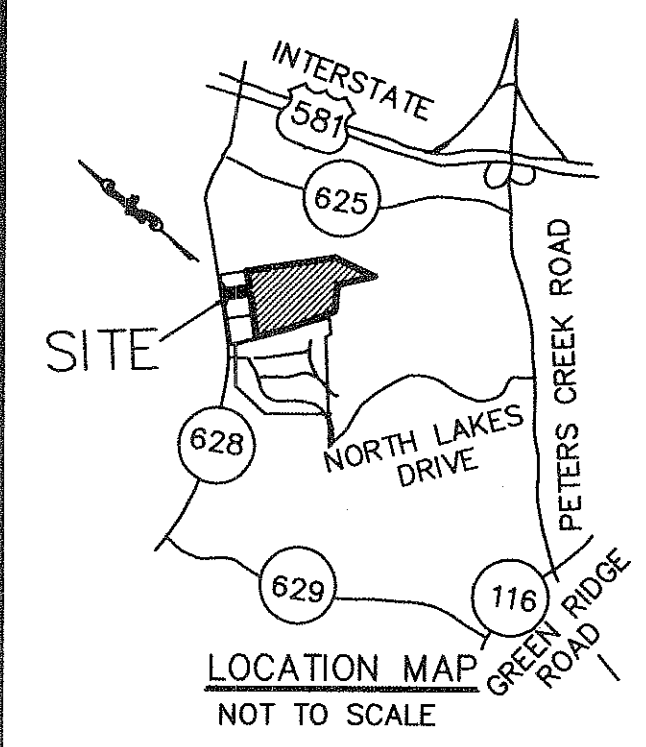 INTERSTATE
581
625
SITE
PETERS CREEK ROAD
628
NORTH LAKES
DRIVE
629
116
GREEN RIDGE
ROAD
LOCATION MAP
NOT TO SCALE